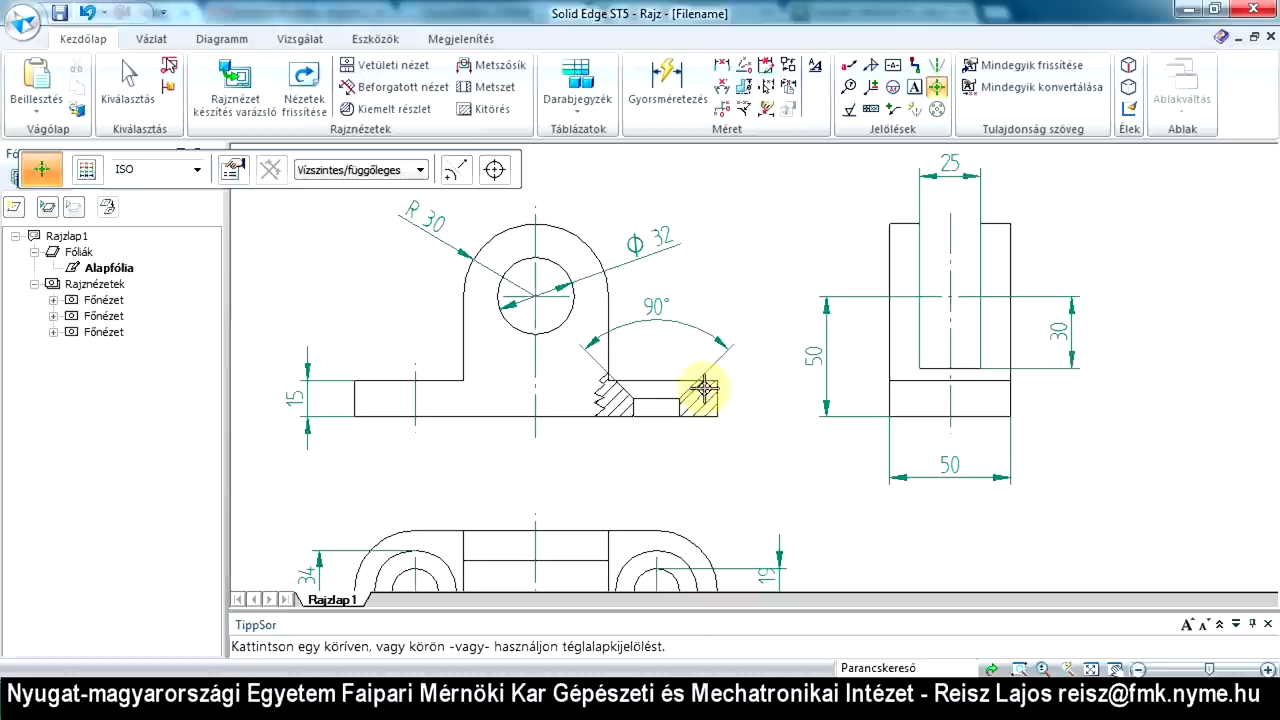 Solid Edge ST5 - Rajz - [Filename]
Kezdőlap Vázlat Diagramm Vizsgálat Eszközök Megjelenítés
Beillesztés
Vágólap
Kiválasztás
Kiválasztás
Rajznézet készítés varázsló
Nézetek frissítése
Vetületi nézet
Beforgatott nézet
Kiemelt részlet
Metszősík
Metszet
Kitörés
Rajznézetek
Darabjegyzék
Táblázatok
Gyorsméretezés
Méret
Jelölések
Mindegyik frissítése
Mindegyik konvertálása
Tulajdonság szöveg
Élek
Ablakváltás
Ablak
ISO
Vízszintes/függőleges
Rajzlap1
Fóliák
Alapfólia
Rajznézetek
Főnézet
Főnézet
Főnézet
R 30
Φ 32
90°
15
25
50
30
50
34
19
Rajzlap1
TippSor
Kattintson egy köríven, vagy körön -vagy- használjon téglalapkijelölést.
Parancskereső
Nyugat-magyarországi Egyetem Faipari Mérnöki Kar Gépészeti és Mechatronikai Intézet - Reisz Lajos reisz@fmk.nyme.hu